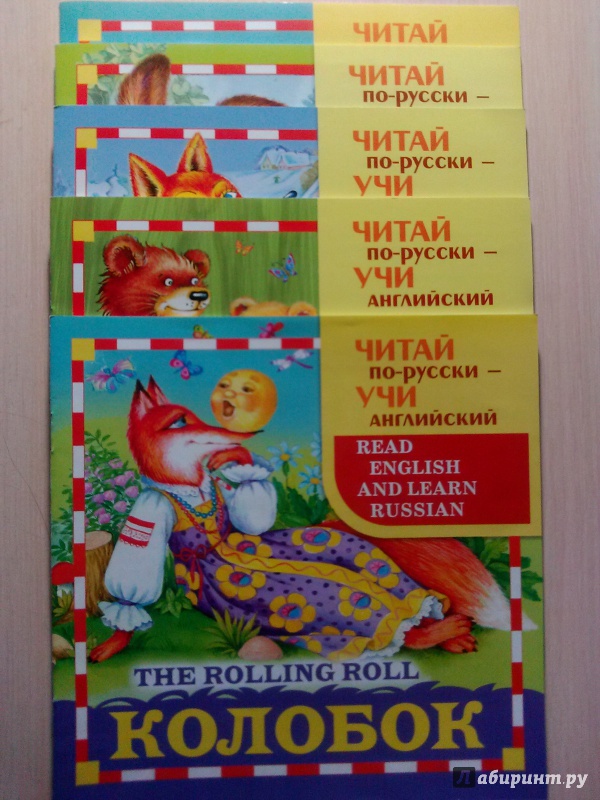 ЧИТАЙ
ЧИТАЙ
по-русски –
ЧИТАЙ
по-русски –
УЧИ
ЧИТАЙ
по-русски –
УЧИ
английский
ЧИТАЙ
по-русски –
УЧИ
английский
READ
ENGLISH
AND LEARN
RUSSIAN
THE ROLLING ROLL
КОЛОБОК
Лабиринт.ру